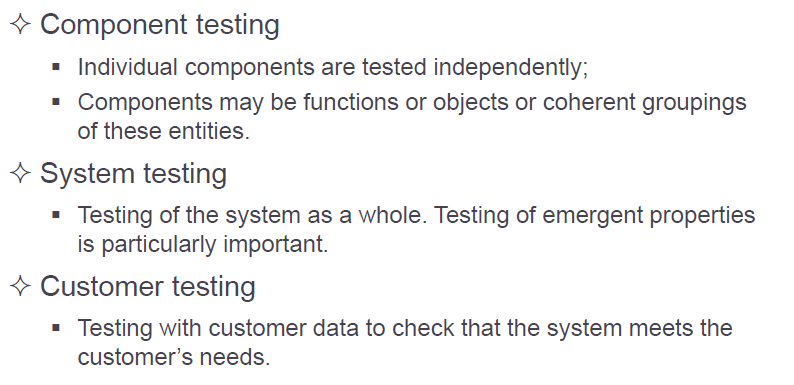 ✧ Component testing
▪ Individual components are tested independently;
▪ Components may be functions or objects or coherent groupings
of these entities.
✧ System testing
▪ Testing of the system as a whole. Testing of emergent properties
is particularly important.
✧ Customer testing
▪ Testing with customer data to check that the system meets the
customer’s needs.